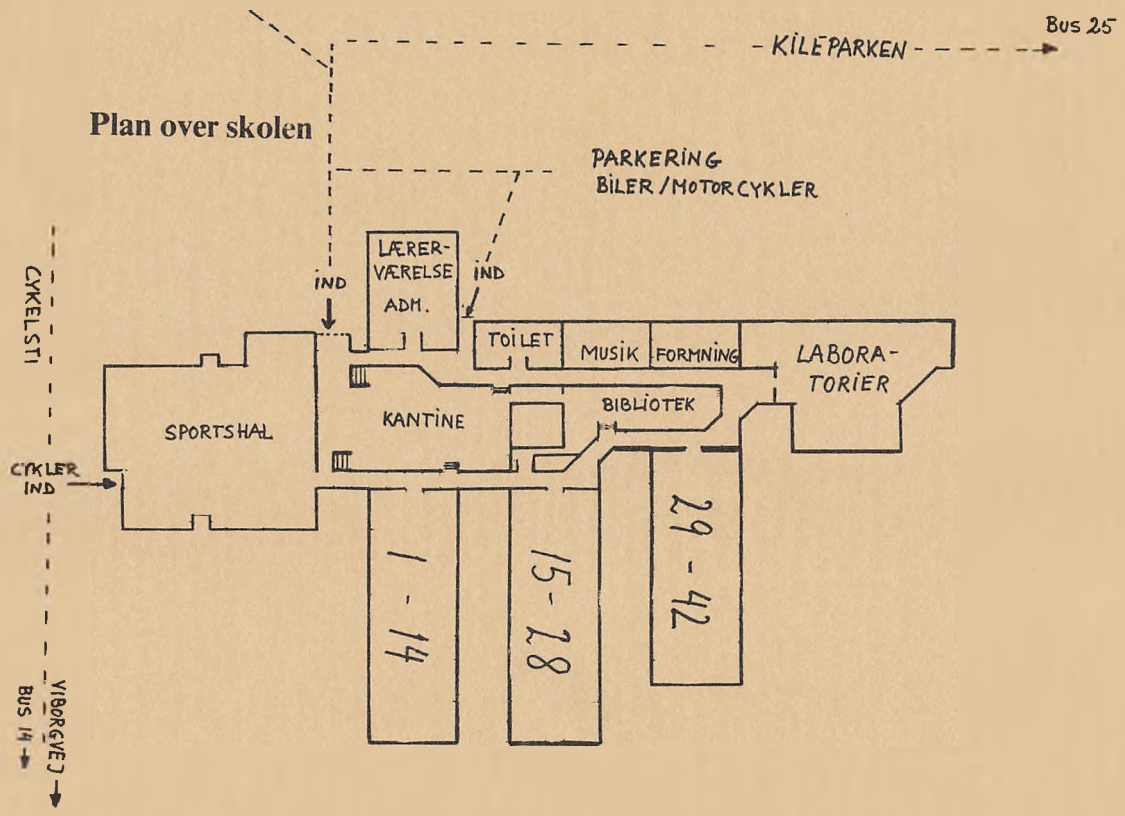 Bus 25
KILEPARKEN
Plan over skolen
PARKERING
BILER/MOTORCYKLER
LÆRER-
VÆRELSE
ADM.
IND
IND
CYKELSTI
TOILET
MUSIK
FORMNING
LABORA-
TORIER
SPORTSHAL
KANTINE
BIBLIOTEK
CYKLER
IND
1 - 14
15 - 28
29 - 42
VIBORGVEJ
BUS 14